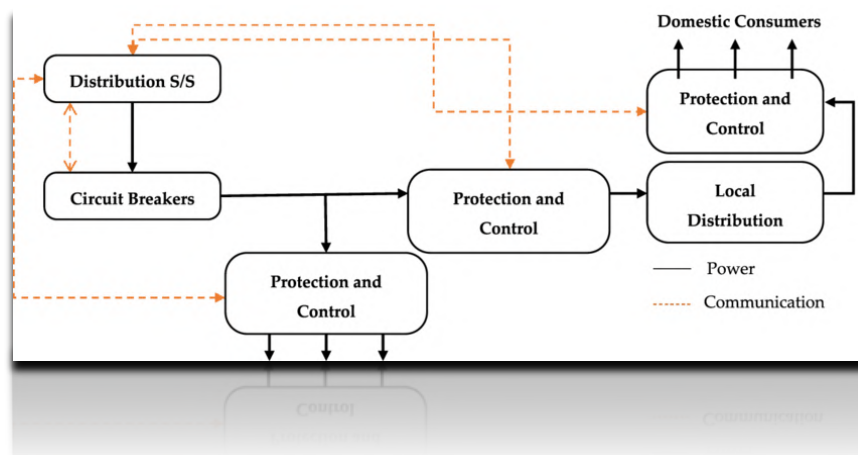 Domestic Consumers
Distribution S/S
Protection and
Control
Circuit Breakers
Protection and
Control
Local
Distribution
Protection and
Control
Power
Communication